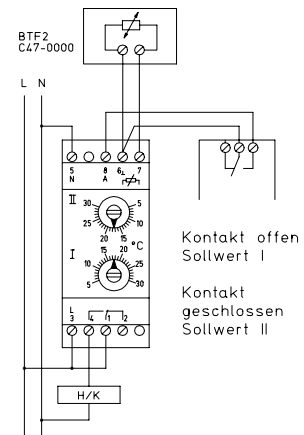 BTF2
C47-0000
L N
5 8 6 7
N A
II
30 5
25 10
20 15
°C
I
15 20
10 25
5 30
L
3 4 1 2
H/K
Kontakt offen
Sollwert I
Kontakt
geschlossen
Sollwert II